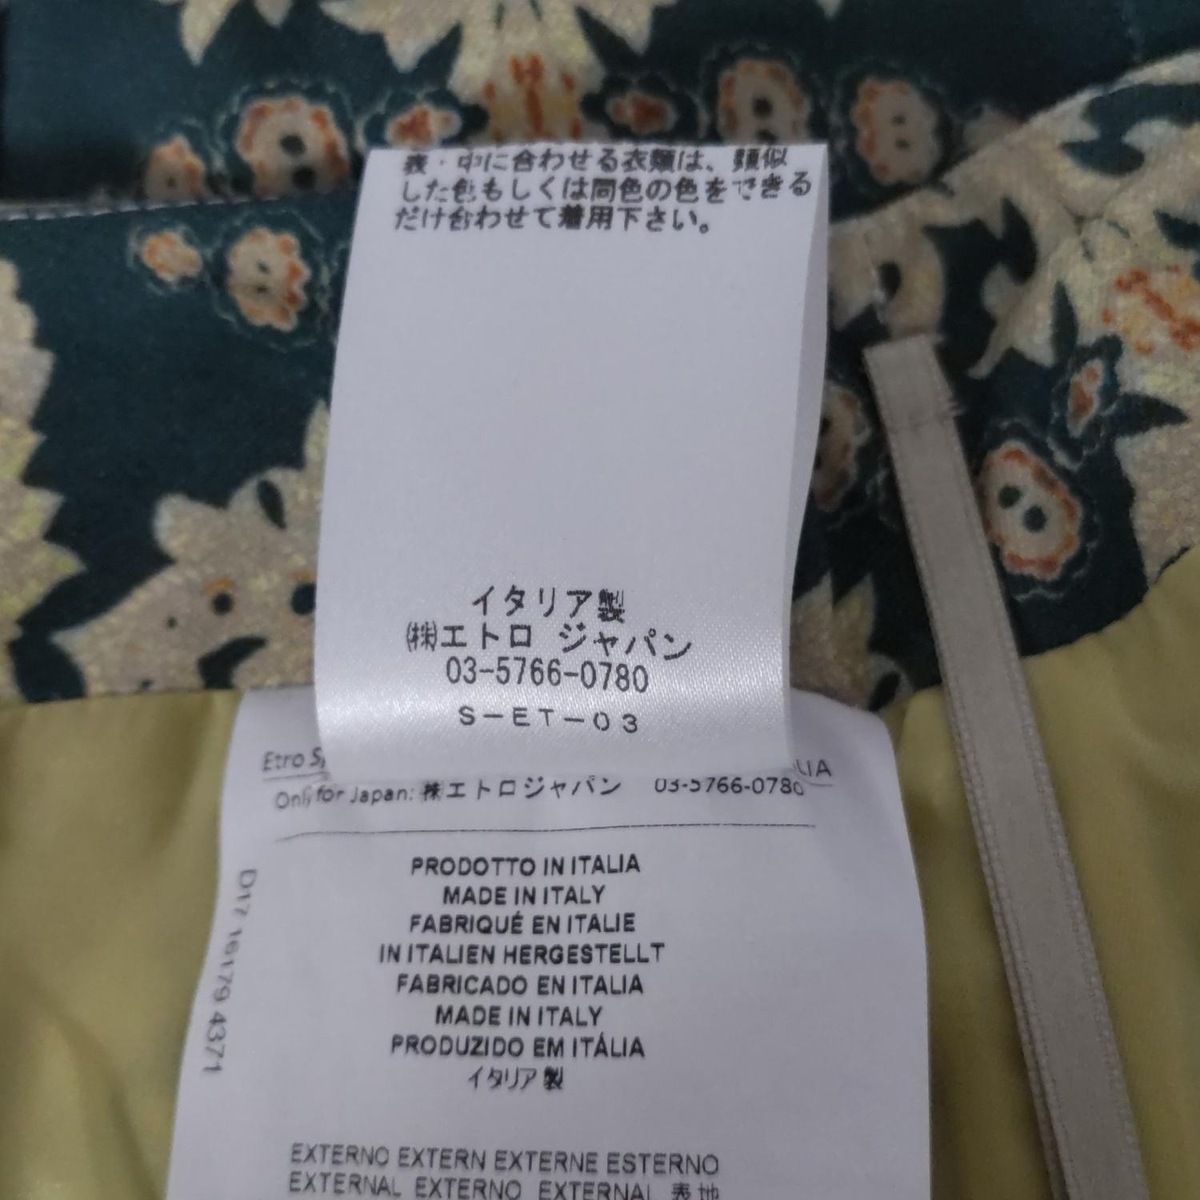 表・中に合わせる衣類は、類似
した色もしくは同色の色をできる
だけ合わせて着用下さい。
イタリア製
㈱エトロ ジャパン
03-5766-0780
S-ET-03
Etro
Only for Japan: 株エトロジャパン 03-5766-0780
PRODOTTO IN ITALIA
MADE IN ITALY
FABRIQUÉ EN ITALIE
IN ITALIEN HERGESTELLT
FABRICADO EN ITALIA
MADE IN ITALY
PRODUZIDO EM ITÁLIA
イタリア製
D17 16179 4371
EXTERNO EXTERN EXTERNE ESTERNO
EXTERNAL EXTERNO EXTERNAL 表地